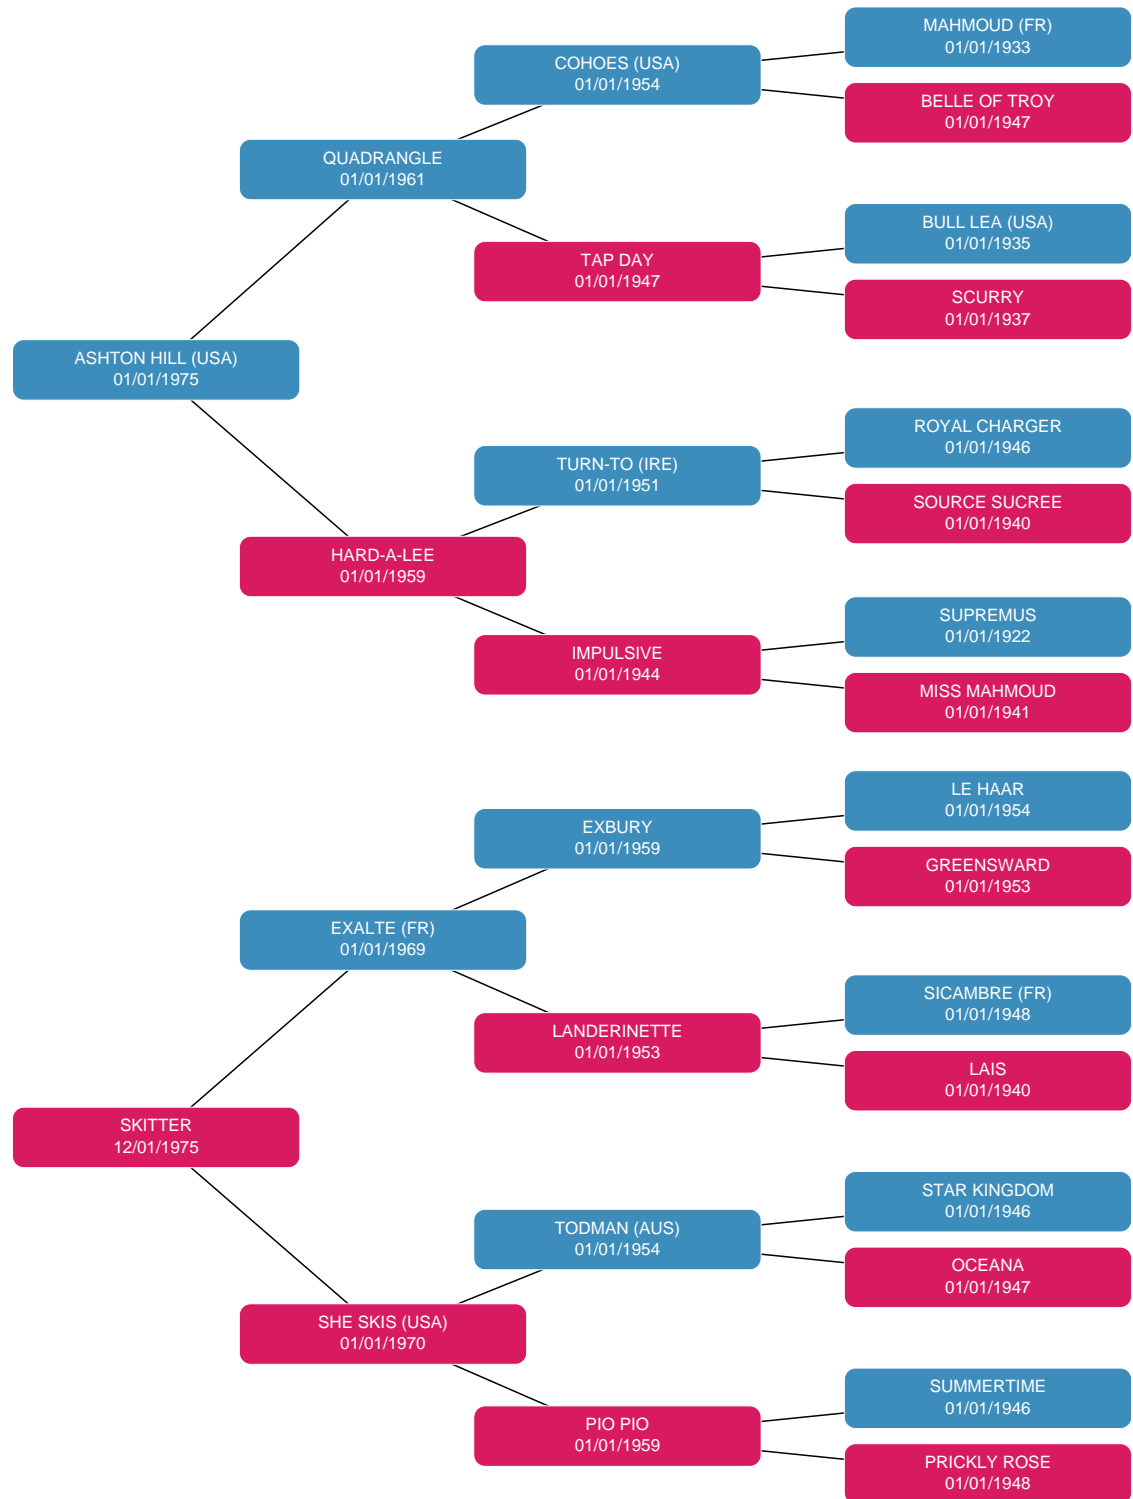 MAHMOUD (FR)
01/01/1933
COHOES (USA)
01/01/1954
BELLE OF TROY
01/01/1947
QUADRANGLE
01/01/1961
BULL LEA (USA)
01/01/1935
TAP DAY
01/01/1947
SCURRY
01/01/1937
ASHTON HILL (USA)
01/01/1975
ROYAL CHARGER
01/01/1946
TURN-TO (IRE)
01/01/1951
SOURCE SUCREE
01/01/1940
HARD-A-LEE
01/01/1959
SUPREMUS
01/01/1922
IMPULSIVE
01/01/1944
MISS MAHMOUD
01/01/1941
LE HAAR
01/01/1954
EXBURY
01/01/1959
GREENSWARD
01/01/1953
EXALTE (FR)
01/01/1969
SICAMBRE (FR)
01/01/1948
LANDERINETTE
01/01/1953
LAIS
01/01/1940
SKITTER
12/01/1975
STAR KINGDOM
01/01/1946
TODMAN (AUS)
01/01/1954
OCEANA
01/01/1947
SHE SKIS (USA)
01/01/1970
SUMMERTIME
01/01/1946
PIO PIO
01/01/1959
PRICKLY ROSE
01/01/1948